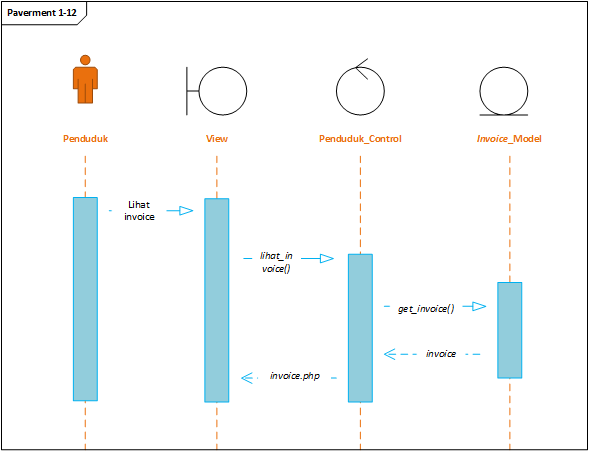 Paverment 1-12
Penduduk
View
Penduduk_Control
Invoice_Model
Lihat
invoice
lihat_in
voice()
get_invoice()
invoice
invoice.php